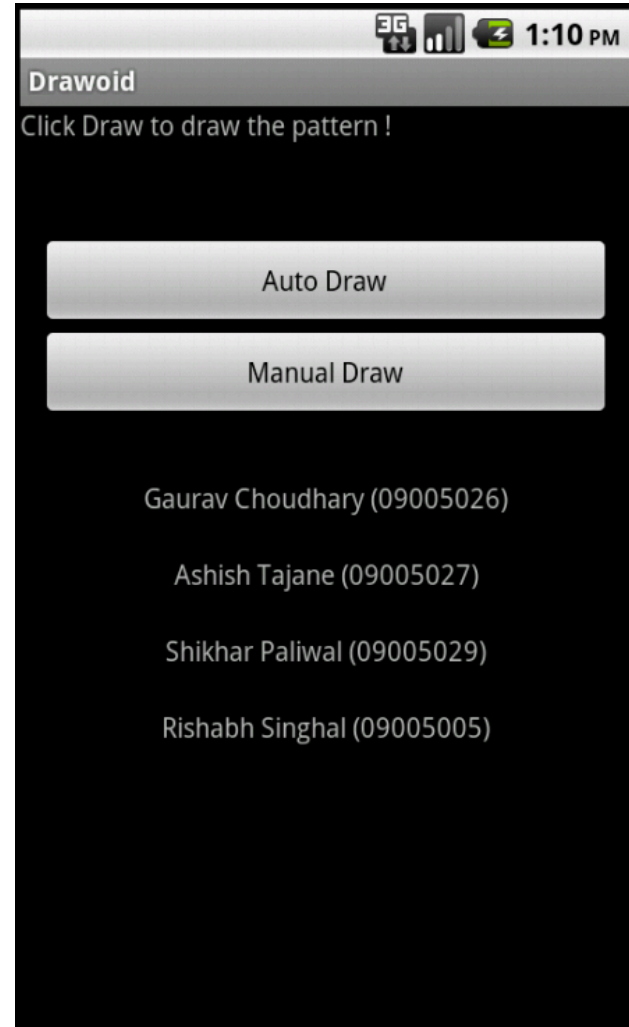 3G 1:10 PM
Drawoid
Click Draw to draw the pattern !
Auto Draw
Manual Draw
Gaurav Choudhary (09005026)
Ashish Tajane (09005027)
Shikhar Paliwal (09005029)
Rishabh Singhal (09005005)